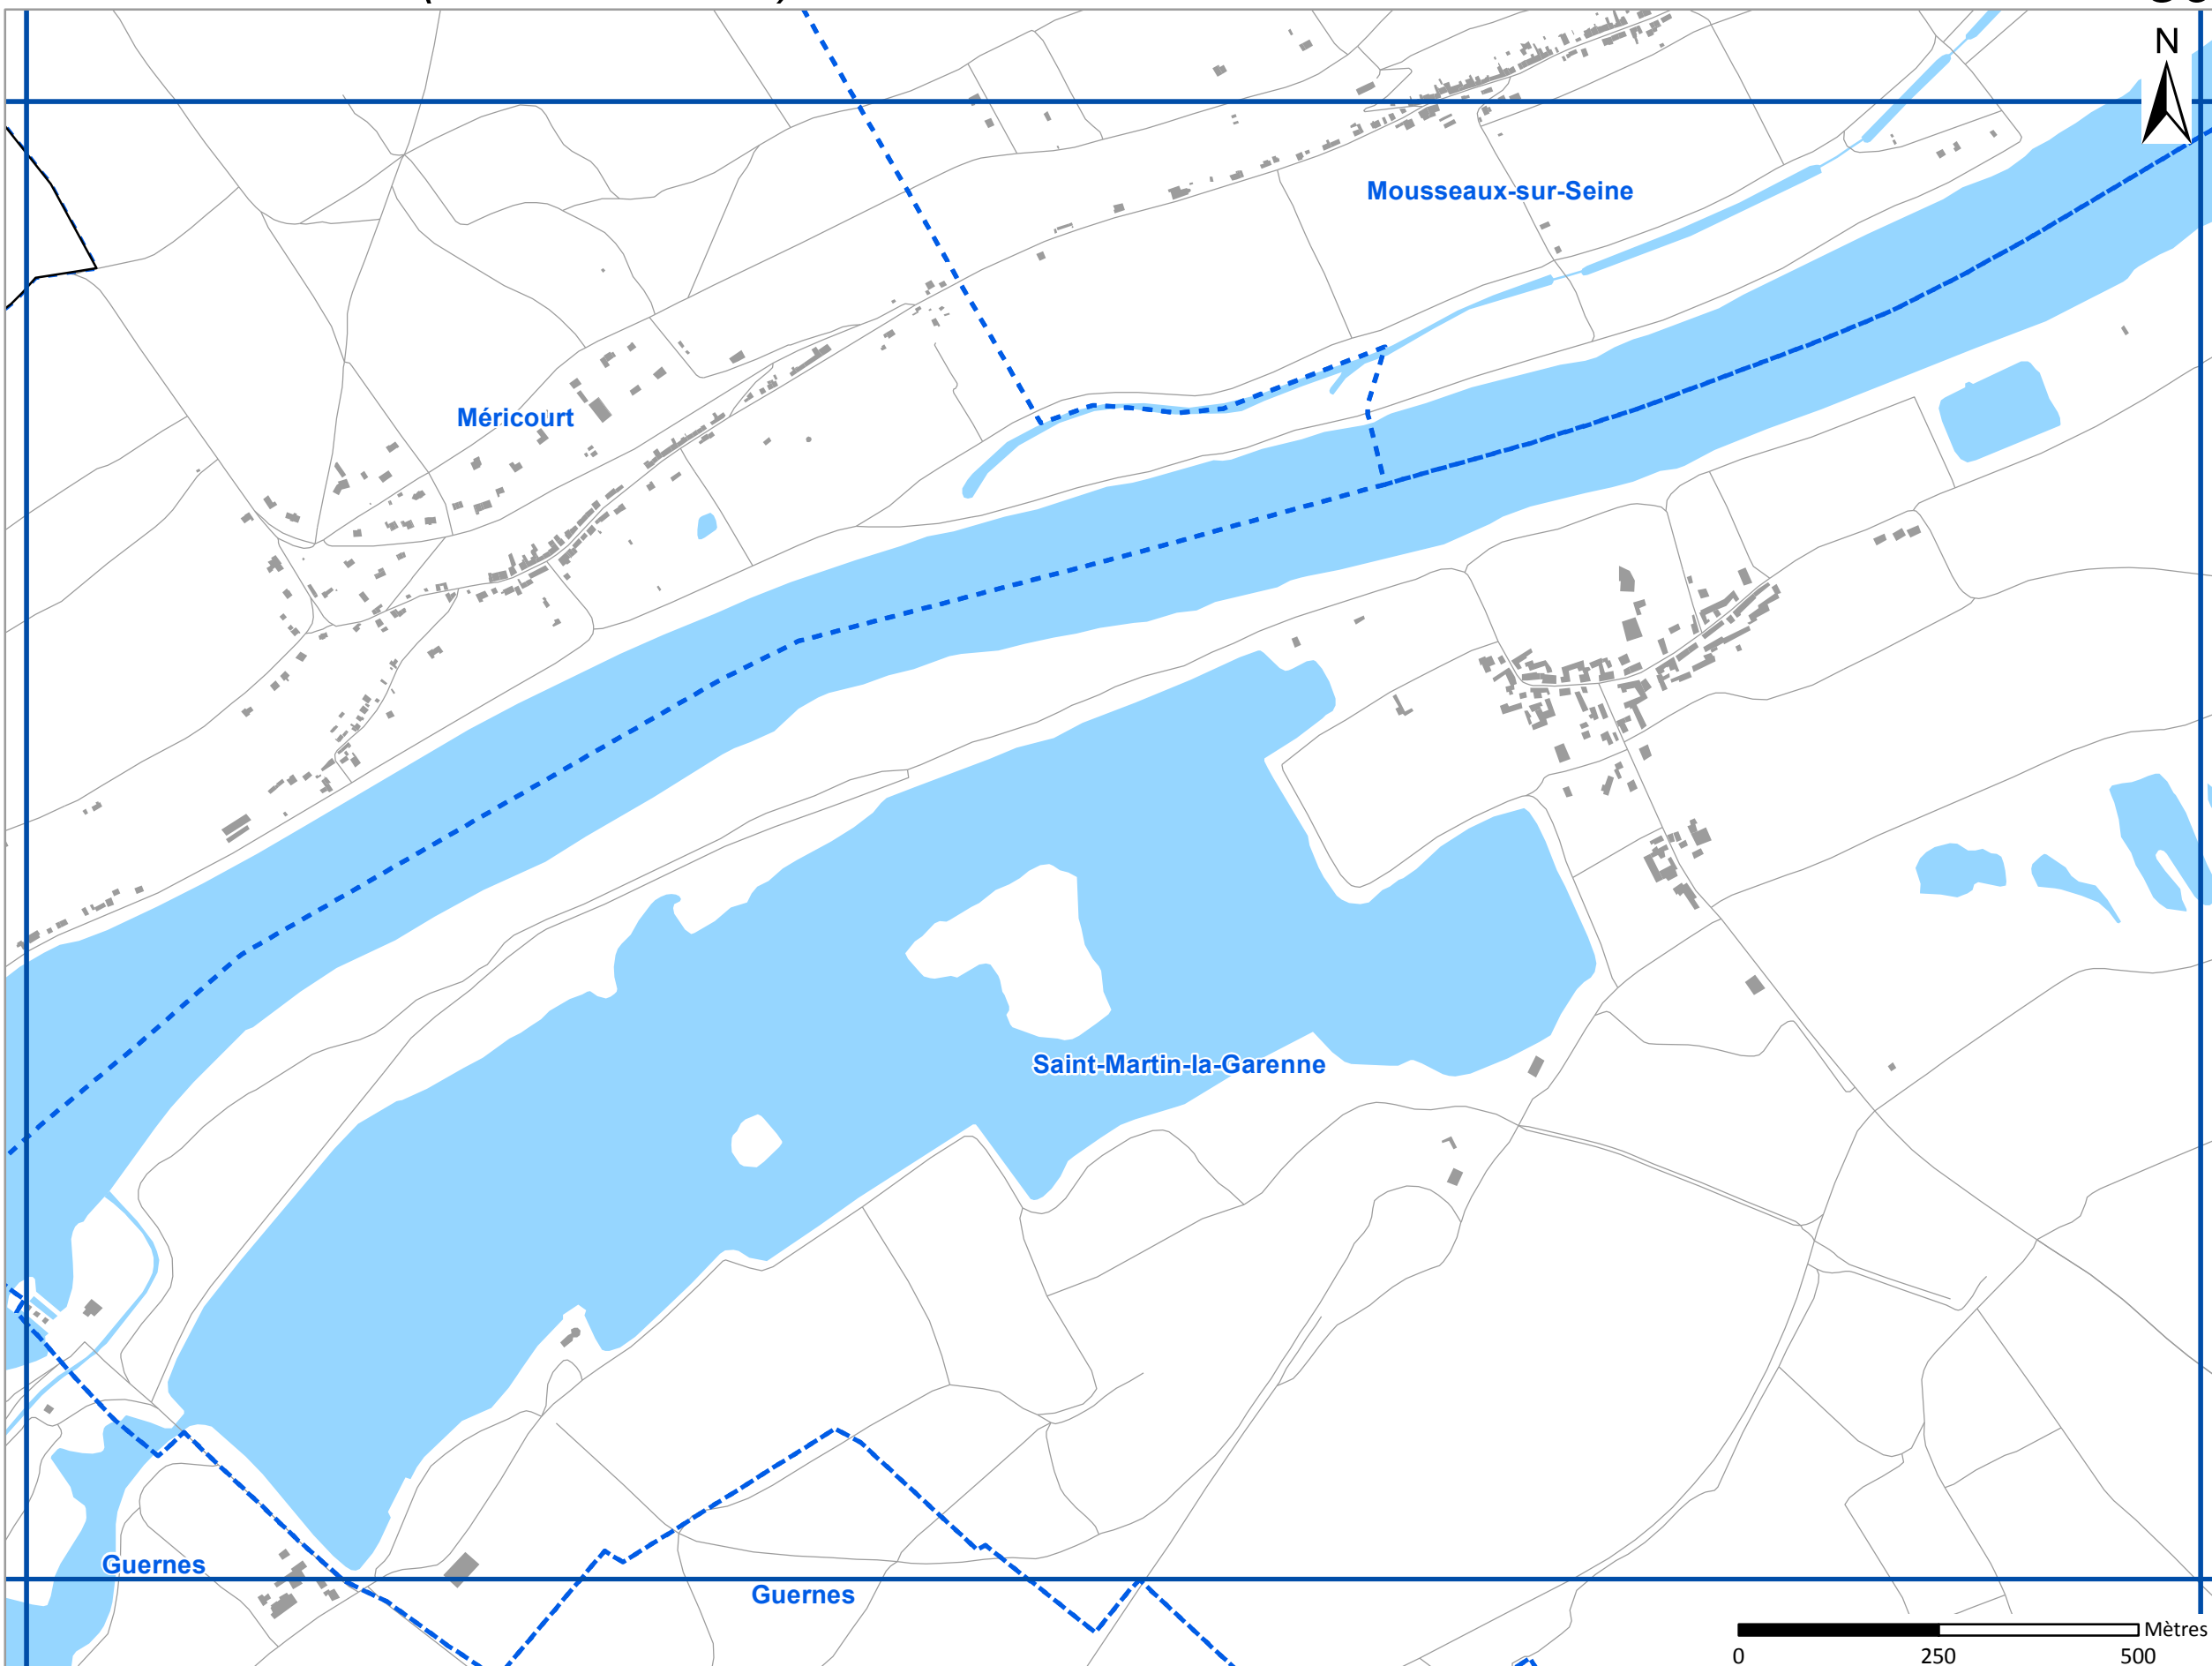 N
Mousseaux-sur-Seine
Méricourt
Saint-Martin-la-Garenne
Guernes
Guernes
Mètres
0 250 500